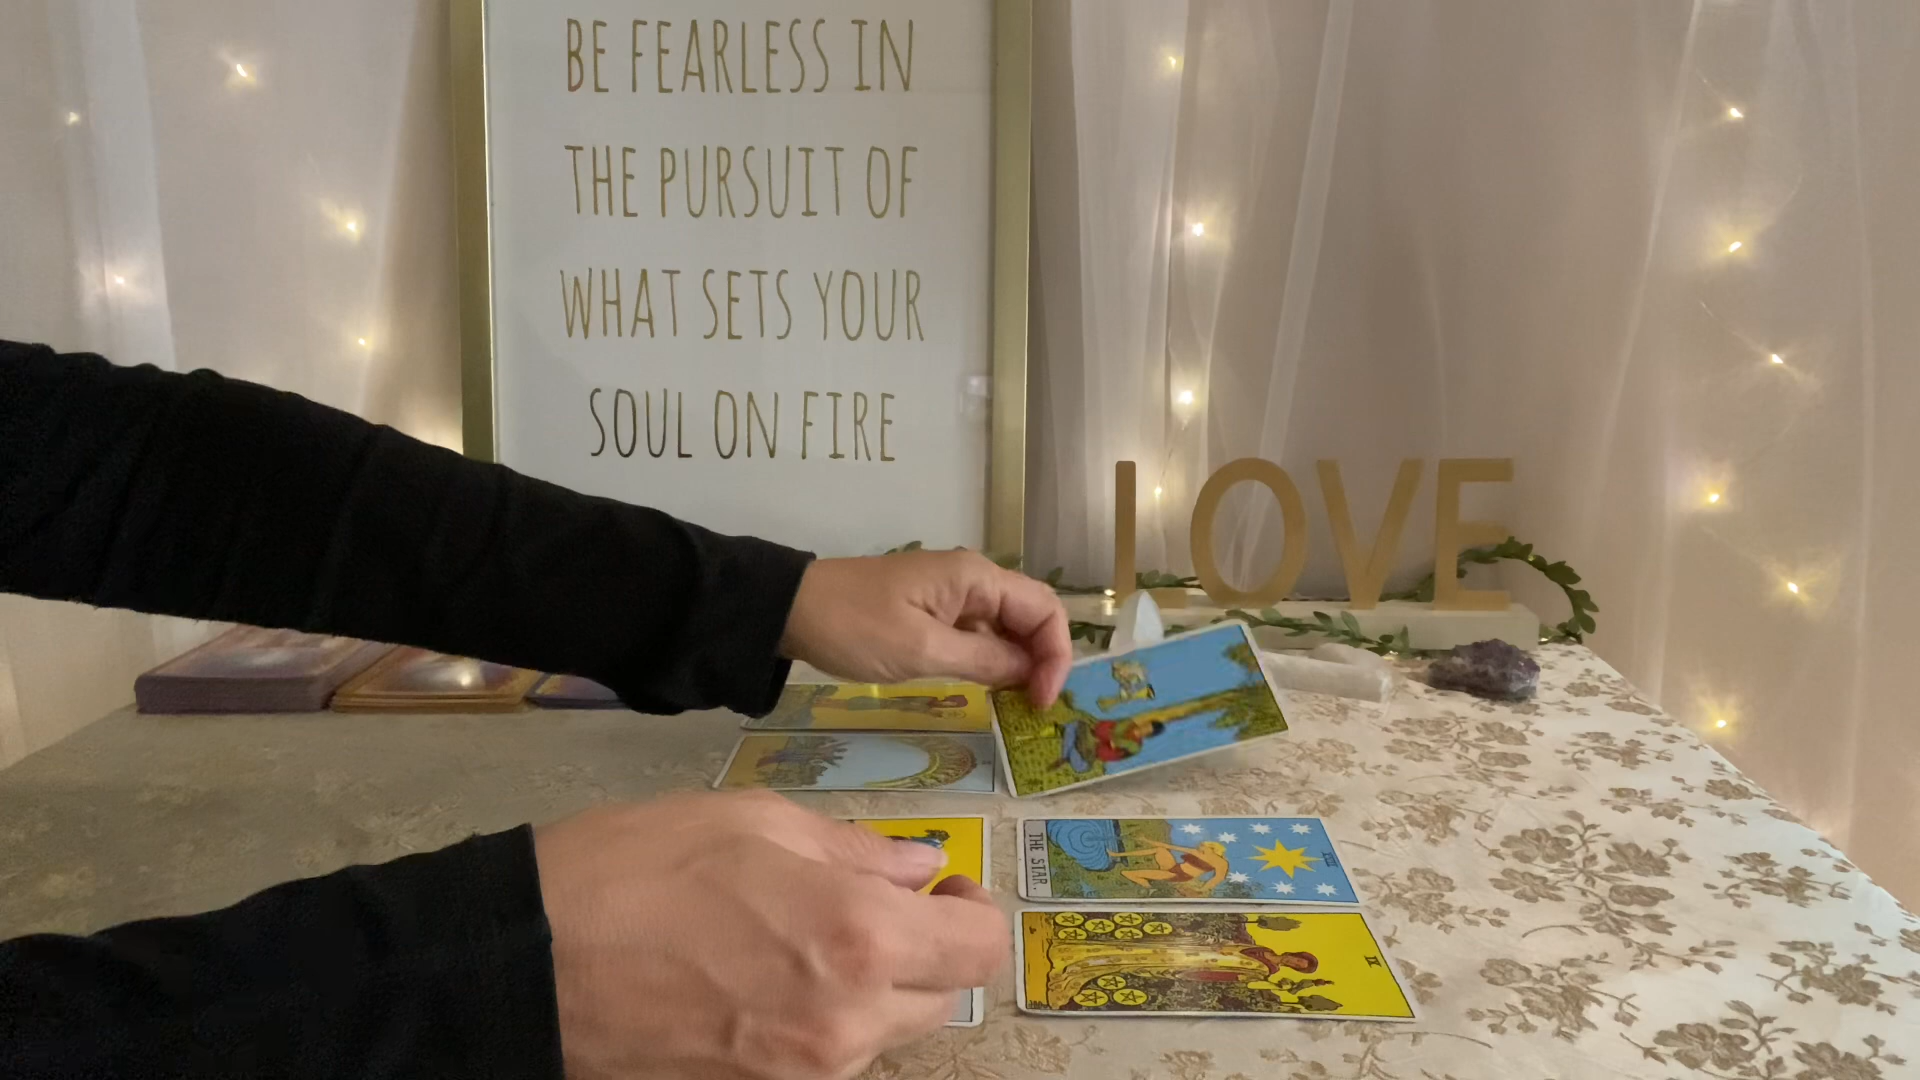 BE FEARLESS IN
THE PURSUIT OF
WHAT SETS YOUR
SOUL ON FIRE
LOVE
THE STAR.
XVII
IX